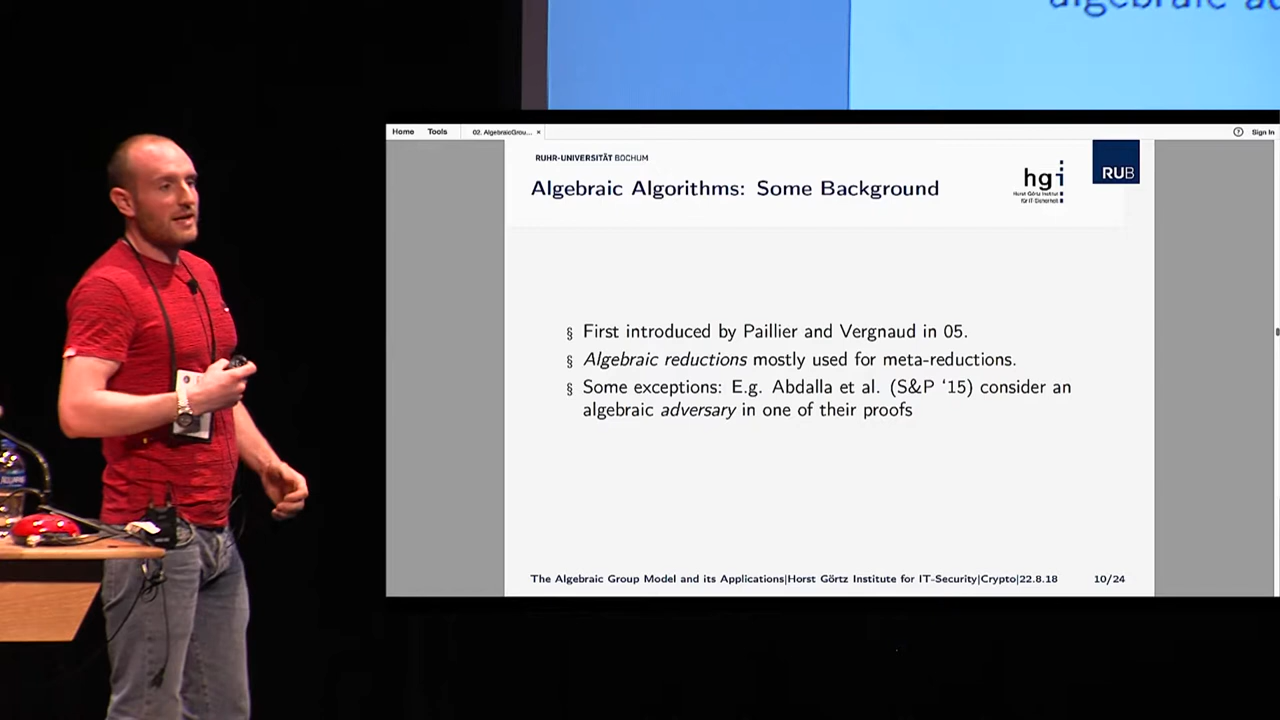 algebraic ad
Home Tools 02. AlgebraicGrou... × ? Sign In
RUHR-UNIVERSITÄT BOCHUM
hgi
Horst Görtz Institut
für IT-Sicherheit
RUB
Algebraic Algorithms: Some Background
§ First introduced by Paillier and Vergnaud in 05.
§ Algebraic reductions mostly used for meta-reductions.
§ Some exceptions: E.g. Abdalla et al. (S&P ‘15) consider an
algebraic adversary in one of their proofs
The Algebraic Group Model and its Applications|Horst Görtz Institute for IT-Security|Crypto|22.8.18 10/24